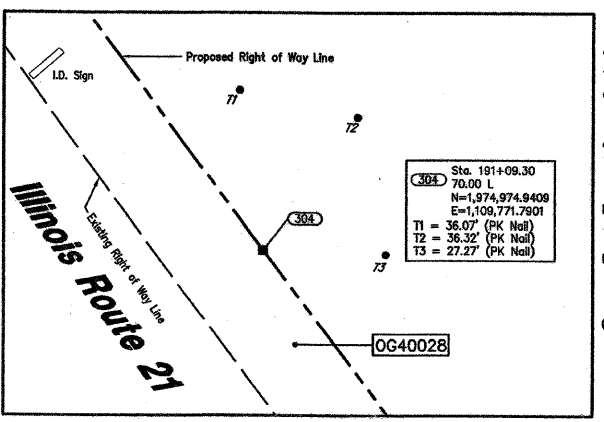 Proposed Right of Way Line
I.D. Sign
T1
T2
304
Sta. 191+09.30
70.00 L
N=1,974,974.9409
E=1,109,771.7901
T1 = 36.07' (PK Nail)
T2 = 36.32' (PK Nail)
T3 = 27.27' (PK Nail)
304
Existing Right of Way Line
Illinois Route 21
T3
OG40028